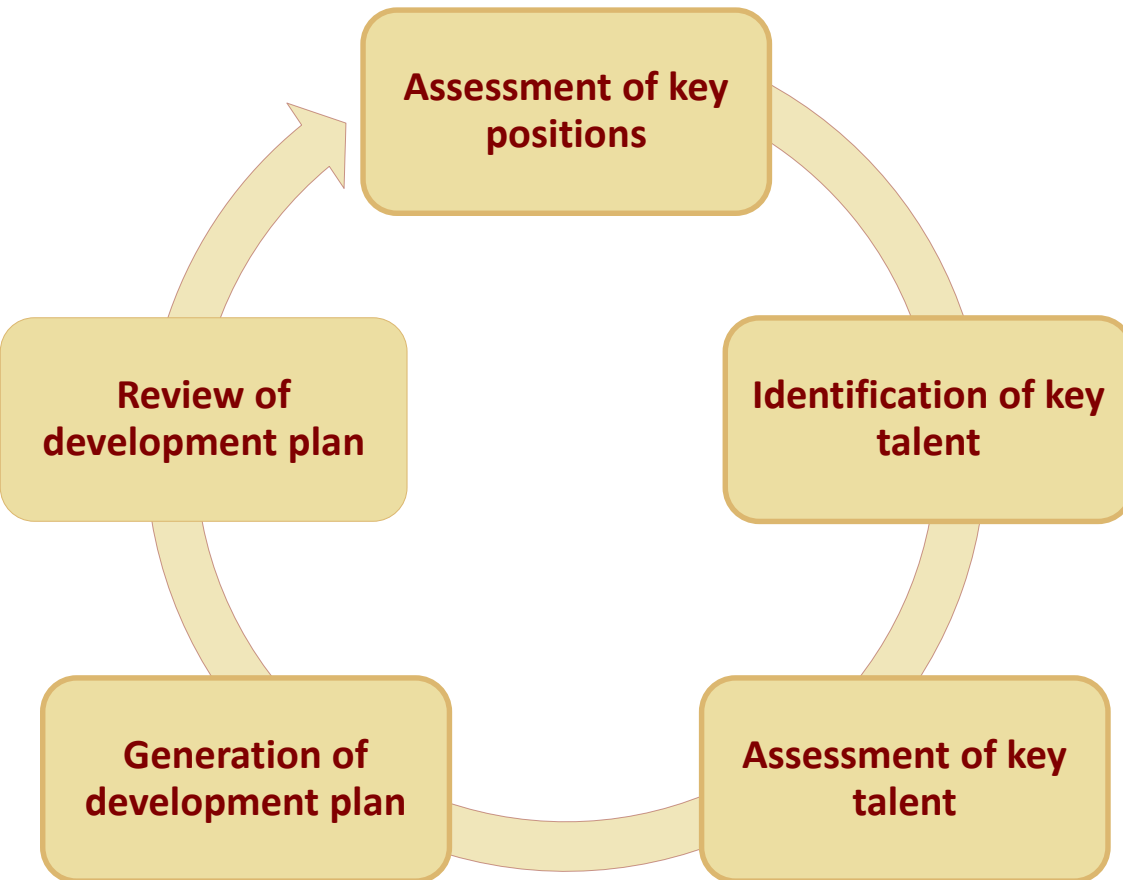 Assessment of key
positions
Identification of key
talent
Assessment of key
talent
Generation of
development plan
Review of
development plan